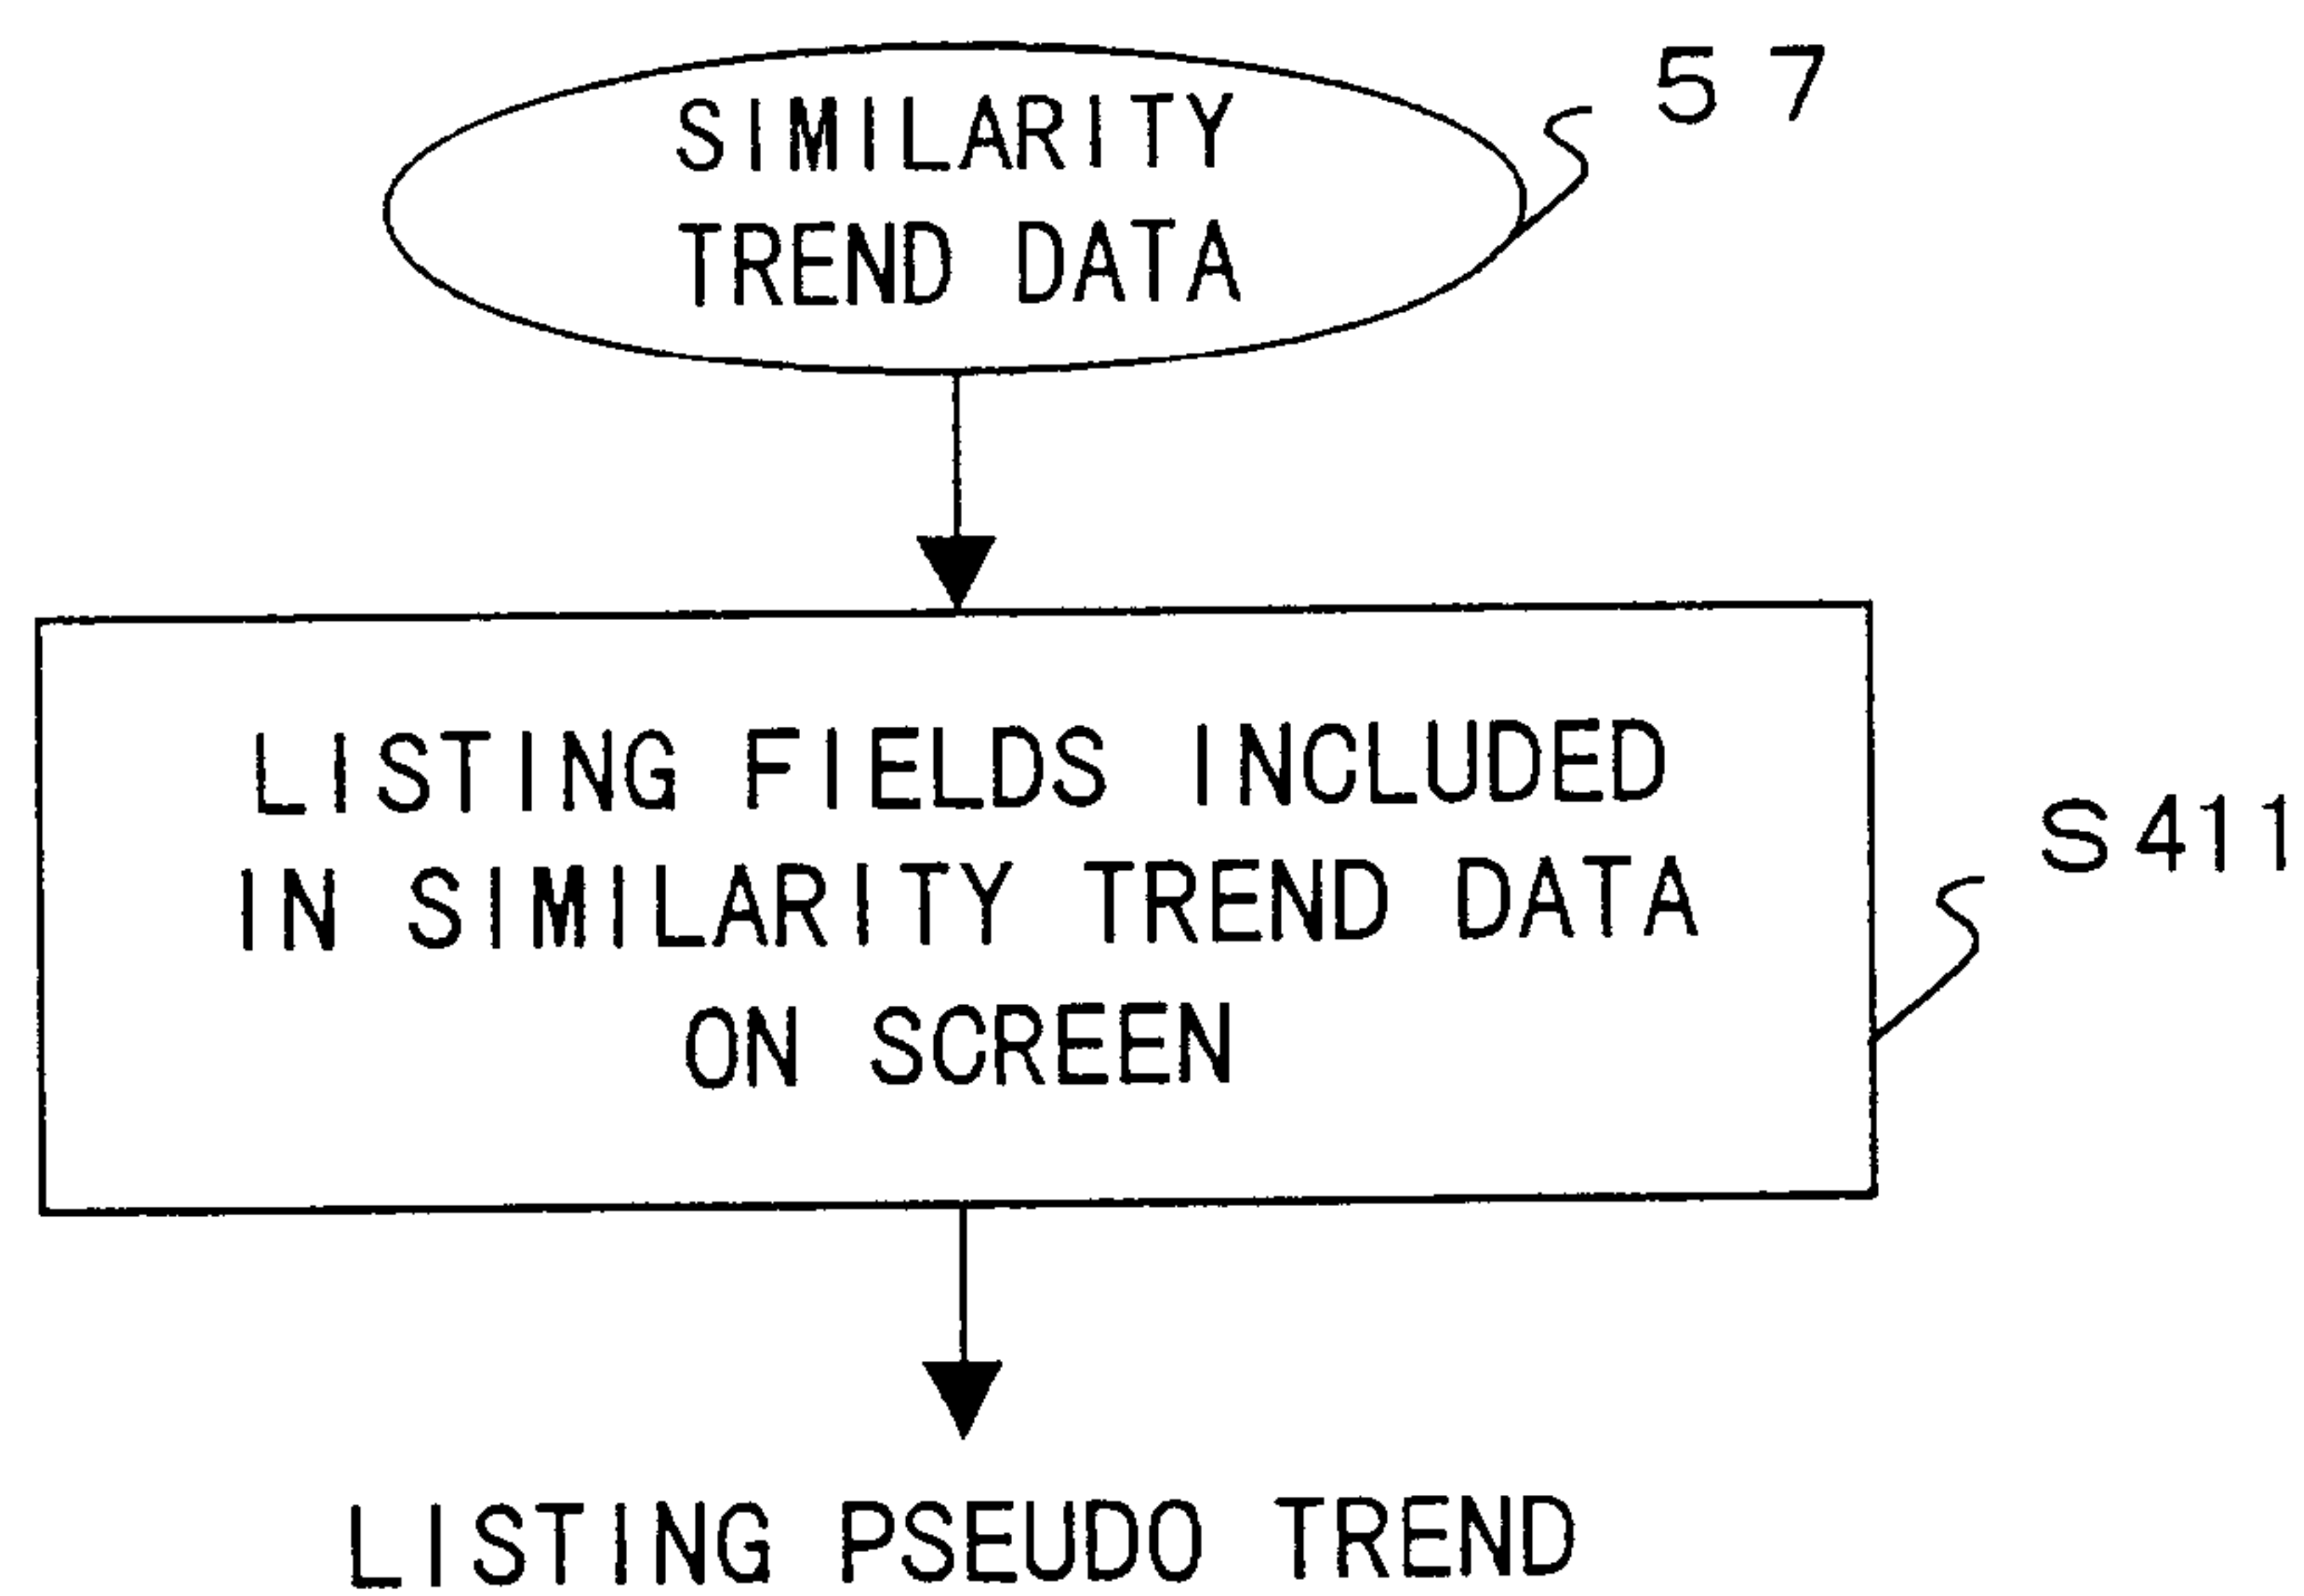 SIMILARITY
TREND DATA
57
LISTING FIELDS INCLUDED
IN SIMILARITY TREND DATA
ON SCREEN
S411
LISTING PSEUDO TREND